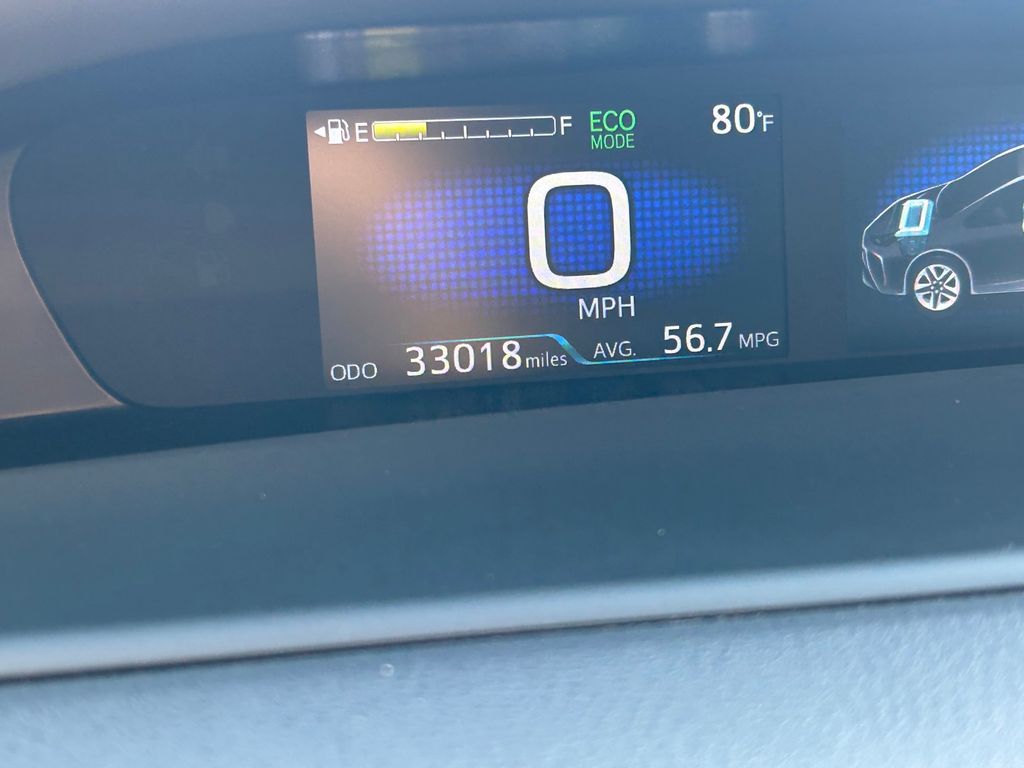 E F ECO MODE 80°F
0
MPH
ODO 33018 miles AVG. 56.7 MPG